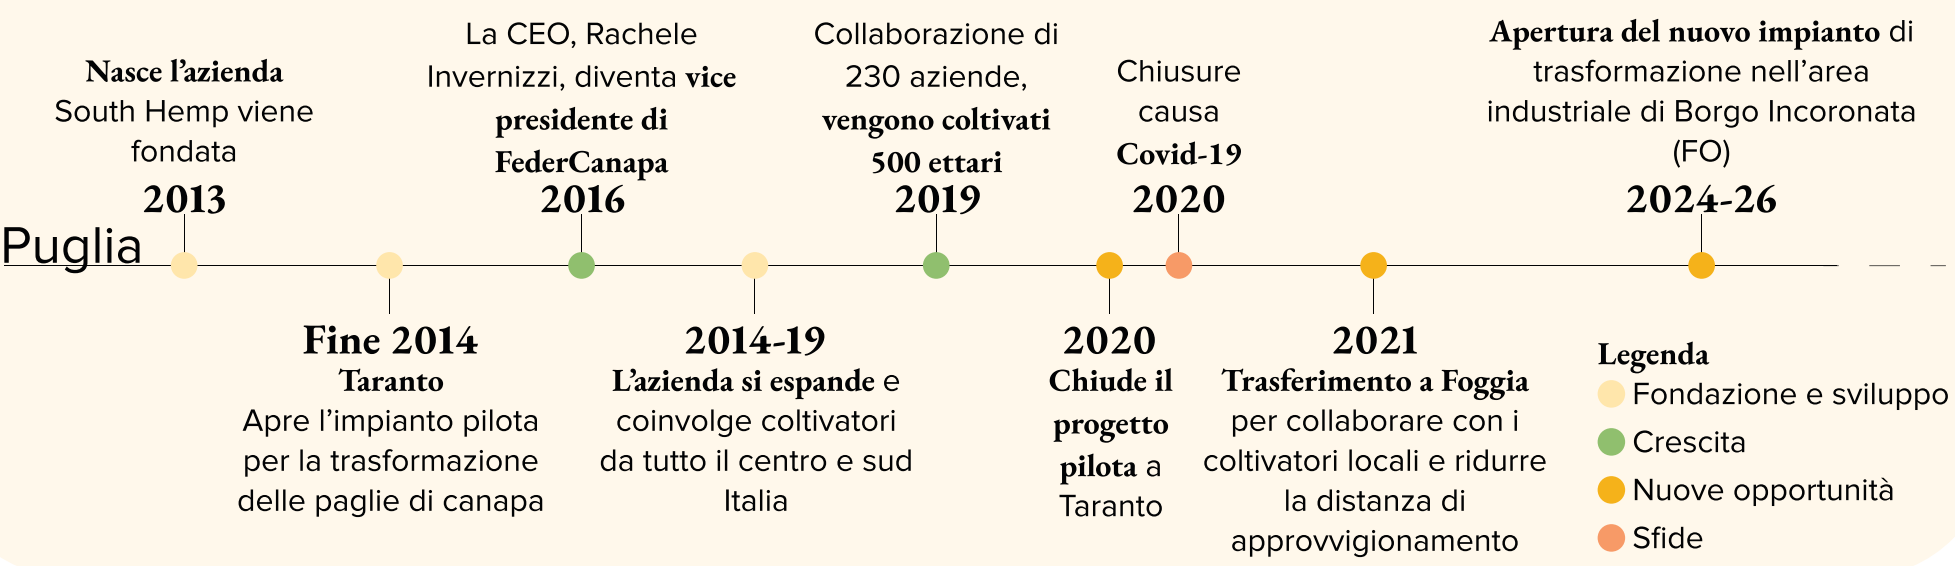 Nasce l’azienda
South Hemp viene
fondata
2013
La CEO, Rachele
Invernizzi, diventa vice
presidente di
FederCanapa
2016
Collaborazione di
230 aziende,
vengono coltivati
500 ettari
2019
Chiusure
causa
Covid-19
2020
Apertura del nuovo impianto di
trasformazione nell’area
industriale di Borgo Incoronata
(FO)
2024-26
Puglia
Fine 2014
Taranto
Apre l’impianto pilota
per la trasformazione
delle paglie di canapa
2014-19
L’azienda si espande e
coinvolge coltivatori
da tutto il centro e sud
Italia
2020
Chiude il
progetto
pilota a
Taranto
2021
Trasferimento a Foggia
per collaborare con i
coltivatori locali e ridurre
la distanza di
approvvigionamento
Legenda
Fondazione e sviluppo
Crescita
Nuove opportunità
Sfide